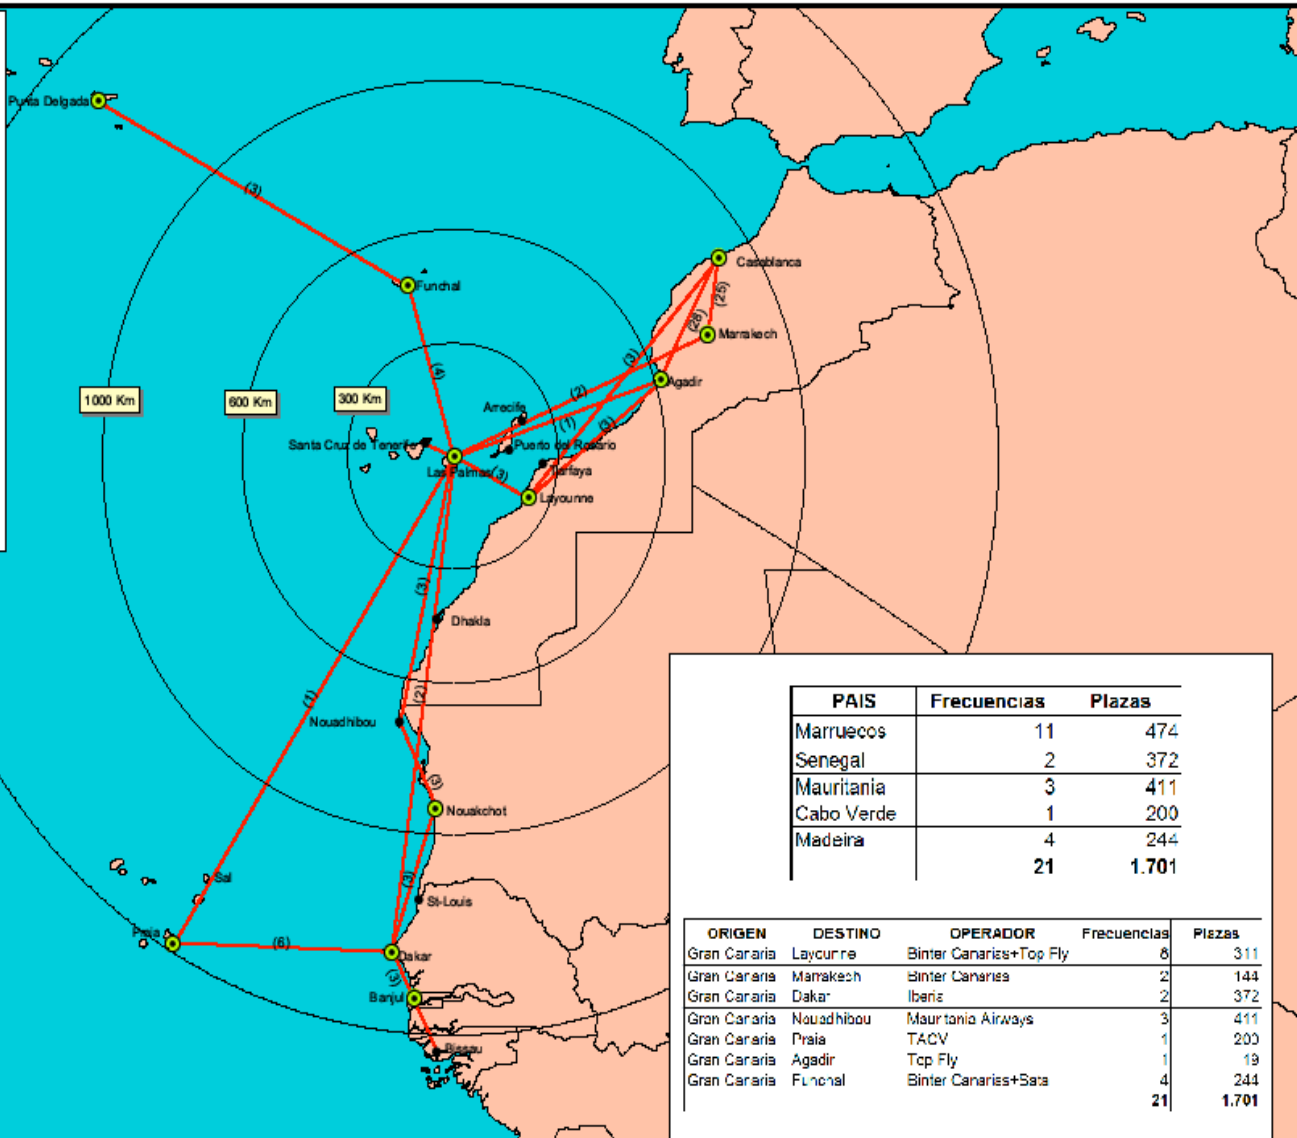 Punta Delgada
(3)
Casablanca
Funchal
(25)
(28)
Marrakech
(3)
(4)
Agadir
1000 Km
600 Km
300 Km
(2)
Arrecife
(1)
(3)
Santa Cruz de Tenerife
Puerto del Rosario
Las Palmas
(3)
Tarfaya
Layounne
(3)
Dhakla
(1)
(2)
Nouadhibou
(3)
Nouakchot
Sal
(3)
St-Louis
Praia
(6)
Dakar
(3)
Banjul
Bissau
PAIS Frecuencias Plazas
Marruecos 11 474
Senegal 2 372
Mauritania 3 411
Cabo Verde 1 200
Madeira 4 244
21 1.701
ORIGEN DESTINO OPERADOR Frecuencias Plazas
Gran Canaria Layounne Binter Canarias+Top Fly 8 311
Gran Canaria Marrakech Binter Canarias 2 144
Gran Canaria Dakar Iberia 2 372
Gran Canaria Nouadhibou Mauritania Airways 3 411
Gran Canaria Praia TACV 1 200
Gran Canaria Agadir Top Fly 1 19
Gran Canaria Funchal Binter Canarias+Sata 4 244
21 1.701